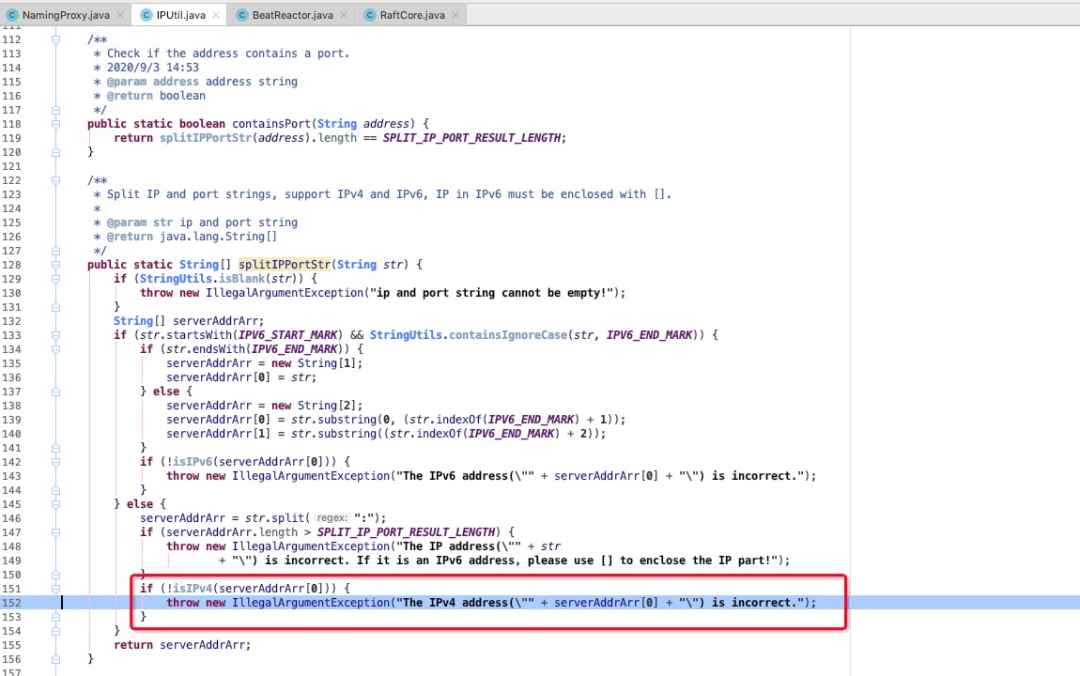 NamingProxy.java × IPUtil.java × BeatReactor.java × RaftCore.java ×
111
112 /**
113 * Check if the address contains a port.
114 * 2020/9/3 14:53
115 * @param address address string
116 * @return boolean
117 */
118 public static boolean containsPort(String address) {
119 return splitIPPortStr(address).length == SPLIT_IP_PORT_RESULT_LENGTH;
120 }
121
122 /**
123 * Split IP and port strings, support IPv4 and IPv6, IP in IPv6 must be enclosed with [].
124 *
125 * @param str ip and port string
126 * @return java.lang.String[]
127 */
128 public static String[] splitIPPortStr(String str) {
129 if (StringUtils.isBlank(str)) {
130 throw new IllegalArgumentException("ip and port string cannot be empty!");
131 }
132 String[] serverAddrArr;
133 if (str.startsWith(IPV6_START_MARK) && StringUtils.containsIgnoreCase(str, IPV6_END_MARK)) {
134 if (str.endsWith(IPV6_END_MARK)) {
135 serverAddrArr = new String[1];
136 serverAddrArr[0] = str;
137 } else {
138 serverAddrArr = new String[2];
139 serverAddrArr[0] = str.substring(0, (str.indexOf(IPV6_END_MARK) + 1));
140 serverAddrArr[1] = str.substring((str.indexOf(IPV6_END_MARK) + 2));
141 }
142 if (!isIPv6(serverAddrArr[0])) {
143 throw new IllegalArgumentException("The IPv6 address(\"" + serverAddrArr[0] + "\") is incorrect.");
144 }
145 } else {
146 serverAddrArr = str.split( regex: ":");
147 if (serverAddrArr.length > SPLIT_IP_PORT_RESULT_LENGTH) {
148 throw new IllegalArgumentException("The IP address(\"" + str
149 + "\") is incorrect. If it is an IPv6 address, please use [] to enclose the IP part!");
150 }
151 if (!isIPv4(serverAddrArr[0])) {
152 throw new IllegalArgumentException("The IPv4 address(\"" + serverAddrArr[0] + "\") is incorrect.");
153 }
154 }
155 return serverAddrArr;
156 }
157